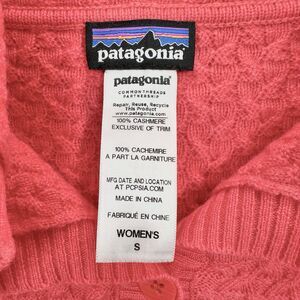 patagonia
patagonia®
COMMON THREADS
PARTNERSHIP
Repair, Reuse, Recycle
This Product
www.patagonia.com
100% CASHMERE
EXCLUSIVE OF TRIM
100% CACHEMIRE
A PART LA GARNITURE
MFG DATE AND LOCATION
AT PCPSIA.COM
MADE IN CHINA
FABRIQUÉ EN CHINE
WOMEN'S
S